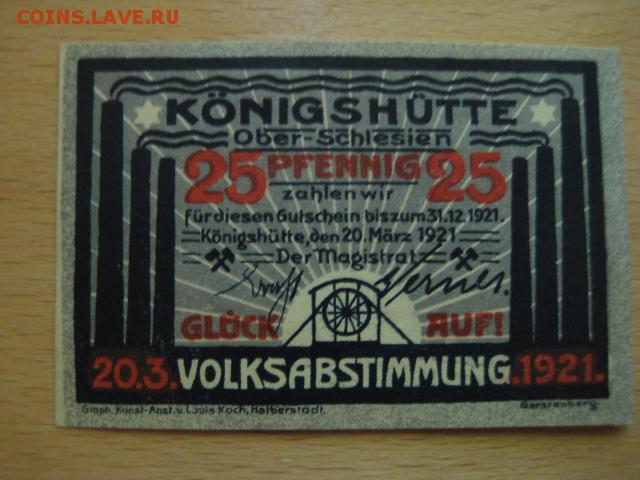 COINS.LAVE.RU
KÖNIGSHÜTTE
Ober-Schlesien
25 PFENNIG 25
zahlen wir
für diesen Gutschein bis zum 31.12.1921.
Königshütte, den 20. März 1921
Der Magistrat
GLÜCK AUF!
20.3. VOLKSABSTIMMUNG. 1921.
Graph. Kunst-Anst. v. Louis Koch, Halberstadt.
Gerstenberg